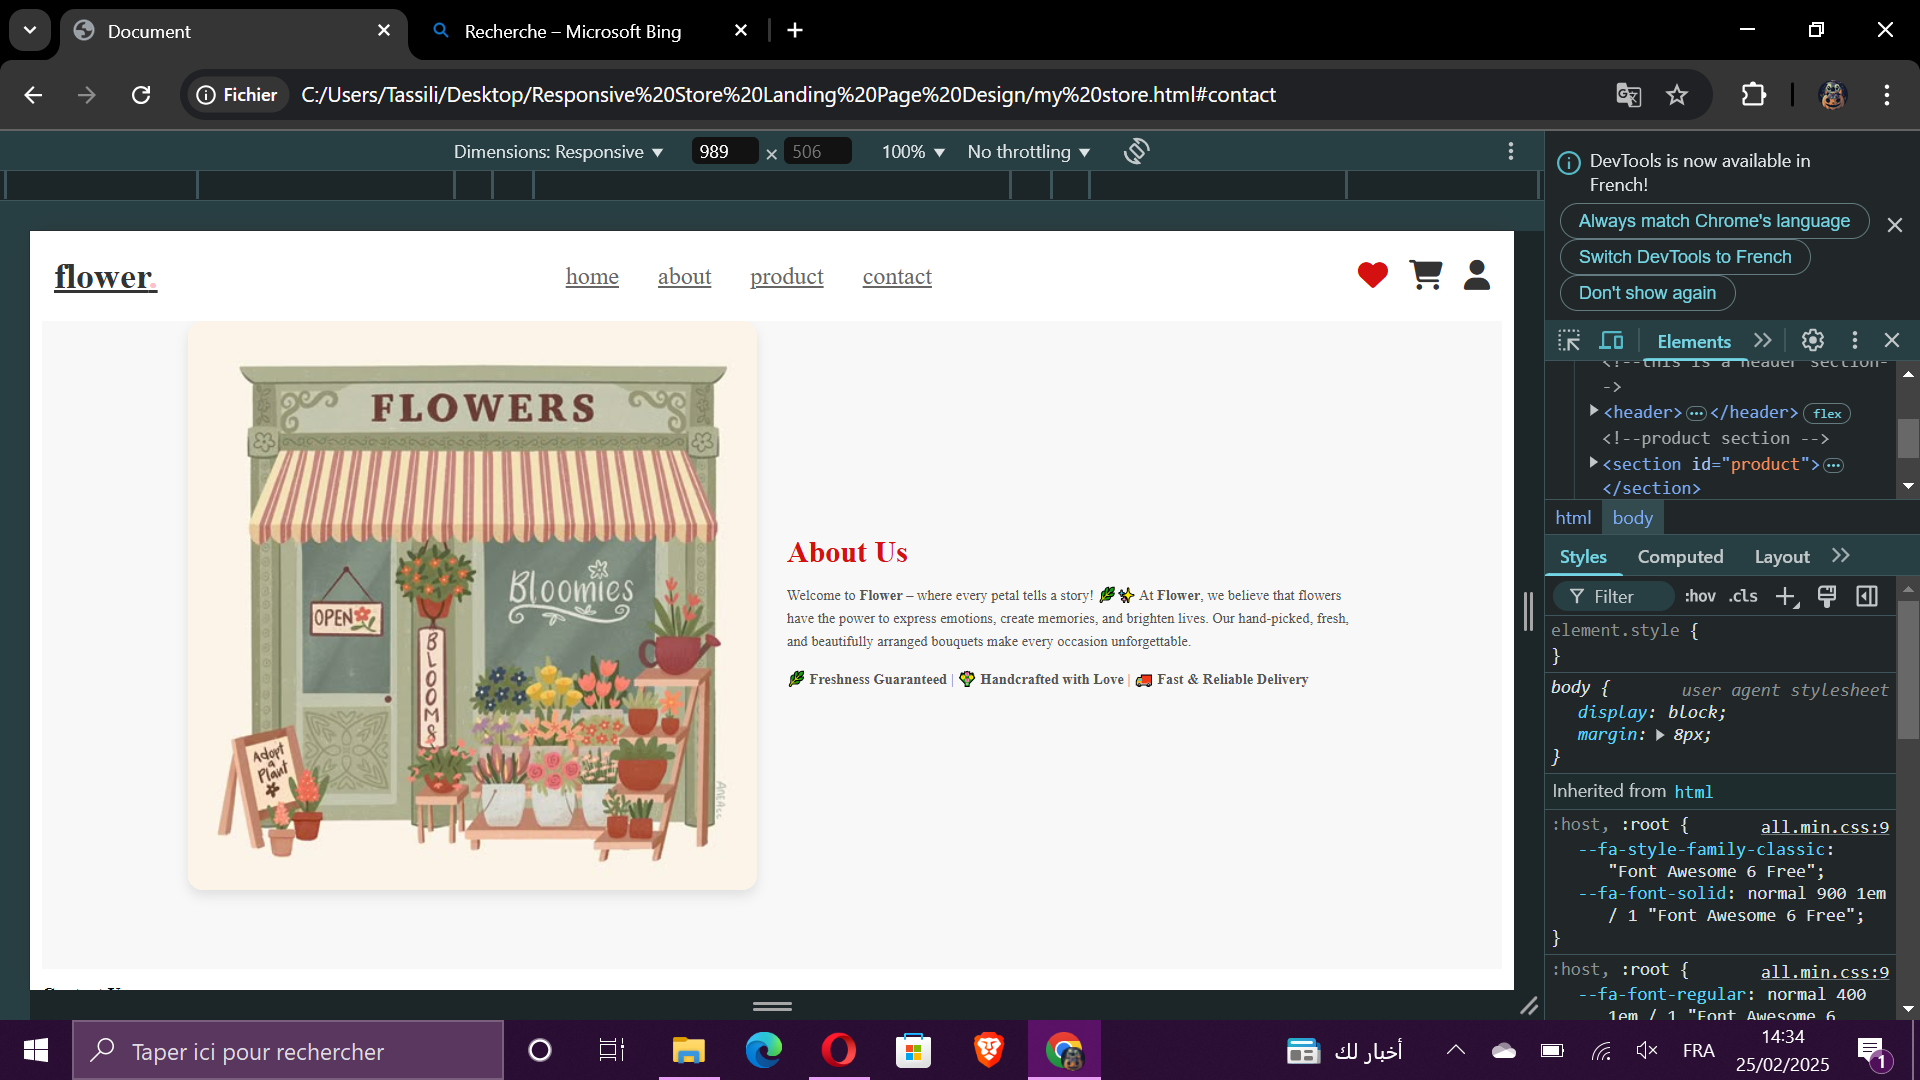 Document
Recherche – Microsoft Bing
Fichier
C:/Users/Tassili/Desktop/Responsive%20Store%20Landing%20Page%20Design/my%20store.html#contact
Dimensions: Responsive
989 × 506
100%
No throttling
flower.
home about product contact
FLOWERS
OPEN
BLOOMS
Bloomies
Adopt
a
Plant
About Us
Welcome to Flower – where every petal tells a story! 🌿✨ At Flower, we believe that flowers
have the power to express emotions, create memories, and brighten lives. Our hand-picked, fresh,
and beautifully arranged bouquets make every occasion unforgettable.
🌿 Freshness Guaranteed | 💐 Handcrafted with Love | 🚚 Fast & Reliable Delivery
DevTools is now available in
French!
Always match Chrome's language
Switch DevTools to French
Don't show again
Elements
<!--this is a header section-
->
<header>···</header> flex
<!--product section -->
<section id="product">···
</section>
html body
Styles Computed Layout
Filter :hov .cls
element.style {
}
body { user agent stylesheet
display: block;
margin: 8px;
}
Inherited from html
:host, :root { all.min.css:9
--fa-style-family-classic:
"Font Awesome 6 Free";
--fa-font-solid: normal 900 1em
/ 1 "Font Awesome 6 Free";
}
:host, :root { all.min.css:9
--fa-font-regular: normal 400
1em / 1 "Font Awesome 6
Taper ici pour rechercher
أخبار لك
FRA
14:34
25/02/2025
1